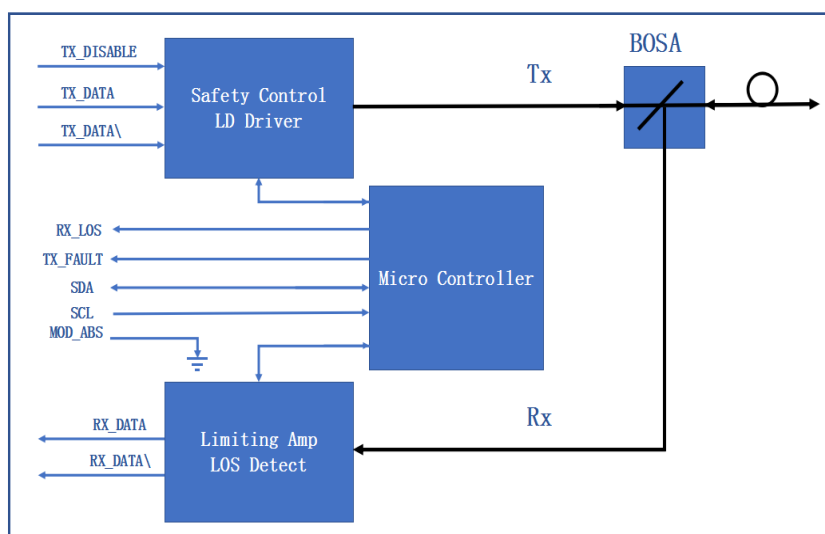 BOSA
TX_DISABLE
Tx
TX_DATA
Safety Control
LD Driver
TX_DATA\
RX_LOS
TX_FAULT
Micro Controller
SDA
SCL
MOD_ABS
Rx
RX_DATA
Limiting Amp
LOS Detect
RX_DATA\